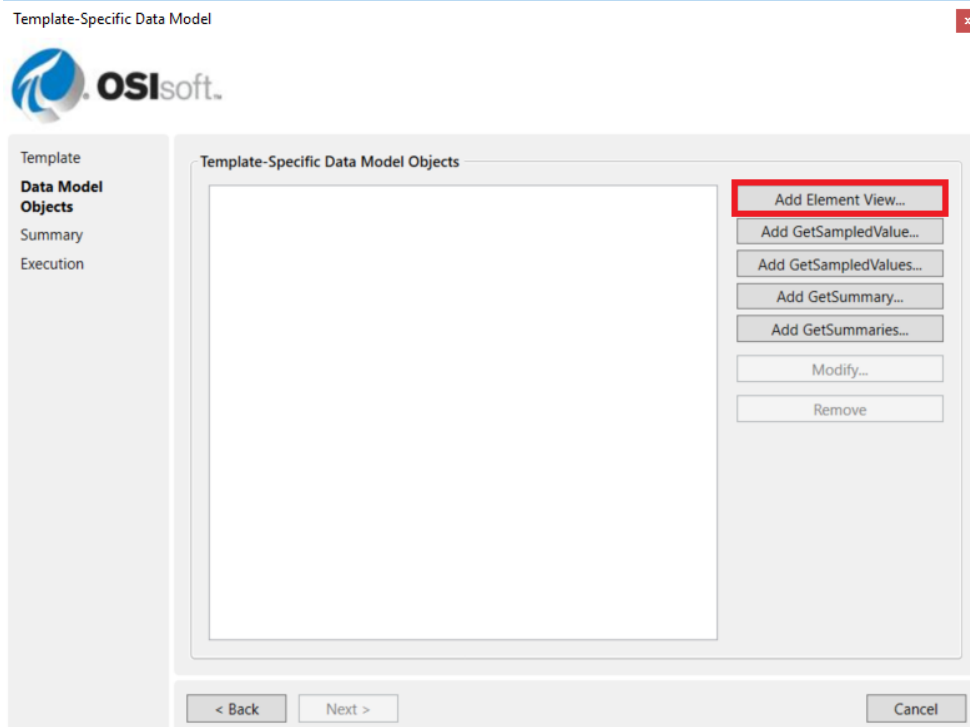 Template-Specific Data Model
x
OSIsoft.
Template
Data Model
Objects
Summary
Execution
Template-Specific Data Model Objects
Add Element View...
Add GetSampledValue...
Add GetSampledValues...
Add GetSummary...
Add GetSummaries...
Modify...
Remove
< Back
Next >
Cancel